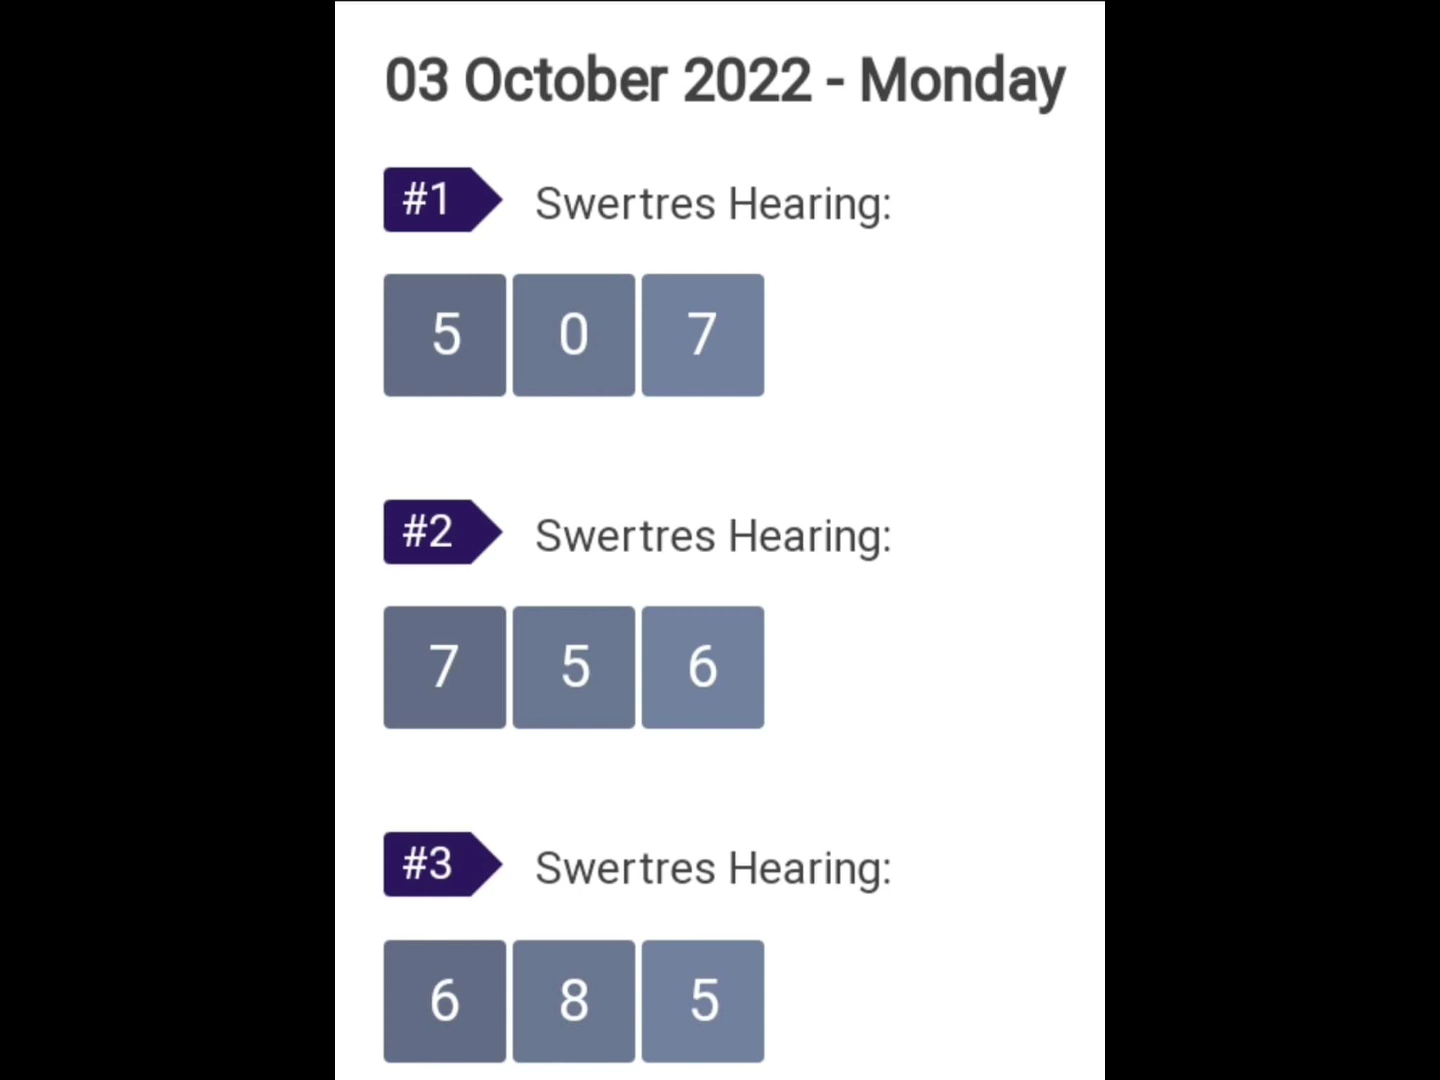 03 October 2022 - Monday
#1 Swertres Hearing:
5 0 7
#2 Swertres Hearing:
7 5 6
#3 Swertres Hearing:
6 8 5